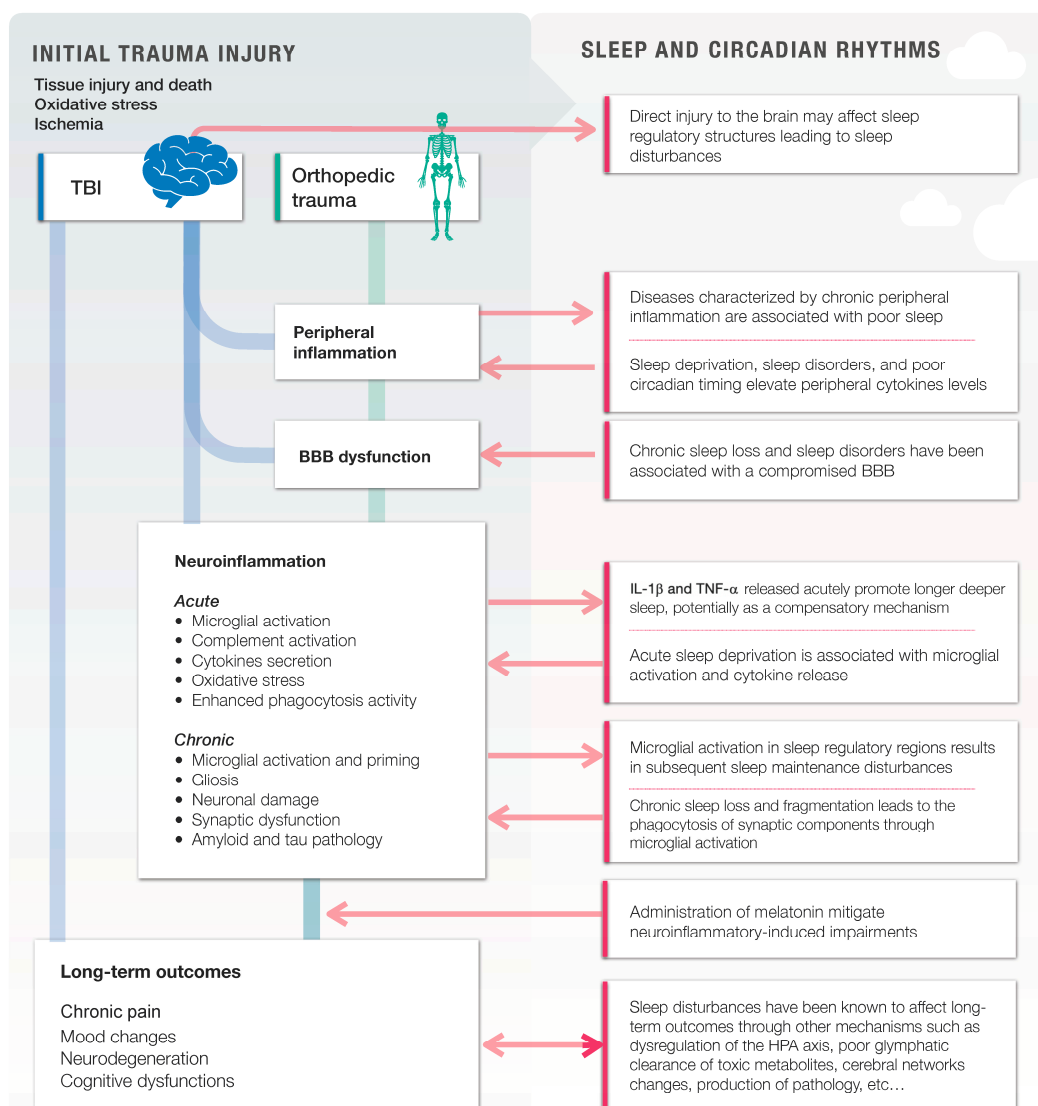 INITIAL TRAUMA INJURY
Tissue injury and death
Oxidative stress
Ischemia
TBI
Orthopedic
trauma
Peripheral
inflammation
BBB dysfunction
Neuroinflammation
Acute
• Microglial activation
• Complement activation
• Cytokines secretion
• Oxidative stress
• Enhanced phagocytosis activity
Chronic
• Microglial activation and priming
• Gliosis
• Neuronal damage
• Synaptic dysfunction
• Amyloid and tau pathology
Long-term outcomes
Chronic pain
Mood changes
Neurodegeneration
Cognitive dysfunctions
SLEEP AND CIRCADIAN RHYTHMS
Direct injury to the brain may affect sleep
regulatory structures leading to sleep
disturbances
Diseases characterized by chronic peripheral
inflammation are associated with poor sleep
Sleep deprivation, sleep disorders, and poor
circadian timing elevate peripheral cytokines levels
Chronic sleep loss and sleep disorders have been
associated with a compromised BBB
IL-1β and TNF-α released acutely promote longer deeper
sleep, potentially as a compensatory mechanism
Acute sleep deprivation is associated with microglial
activation and cytokine release
Microglial activation in sleep regulatory regions results
in subsequent sleep maintenance disturbances
Chronic sleep loss and fragmentation leads to the
phagocytosis of synaptic components through
microglial activation
Administration of melatonin mitigate
neuroinflammatory-induced impairments
Sleep disturbances have been known to affect long-
term outcomes through other mechanisms such as
dysregulation of the HPA axis, poor glymphatic
clearance of toxic metabolites, cerebral networks
changes, production of pathology, etc…